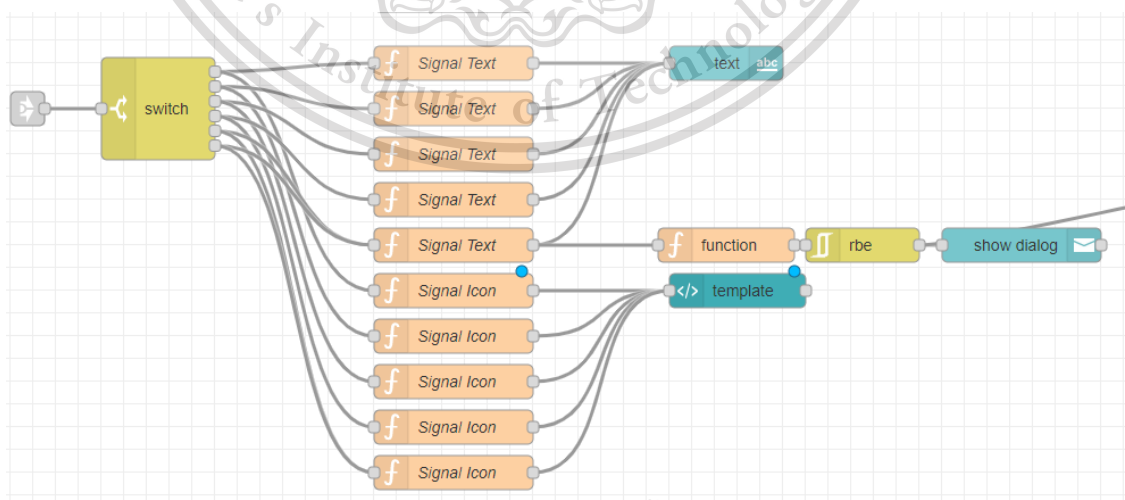 's Institute of Technolog
switch
Signal Text
text
abc
Signal Text
Signal Text
Signal Text
Signal Text
function
rbe
show dialog
Signal Icon
template
Signal Icon
Signal Icon
Signal Icon
Signal Icon